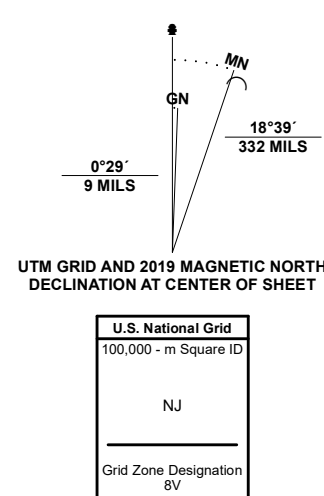 MN
GN
18°39´
332 MILS
0°29´
9 MILS
UTM GRID AND 2019 MAGNETIC NORTH
DECLINATION AT CENTER OF SHEET
U.S. National Grid
100,000 - m Square ID
NJ
Grid Zone Designation
8V